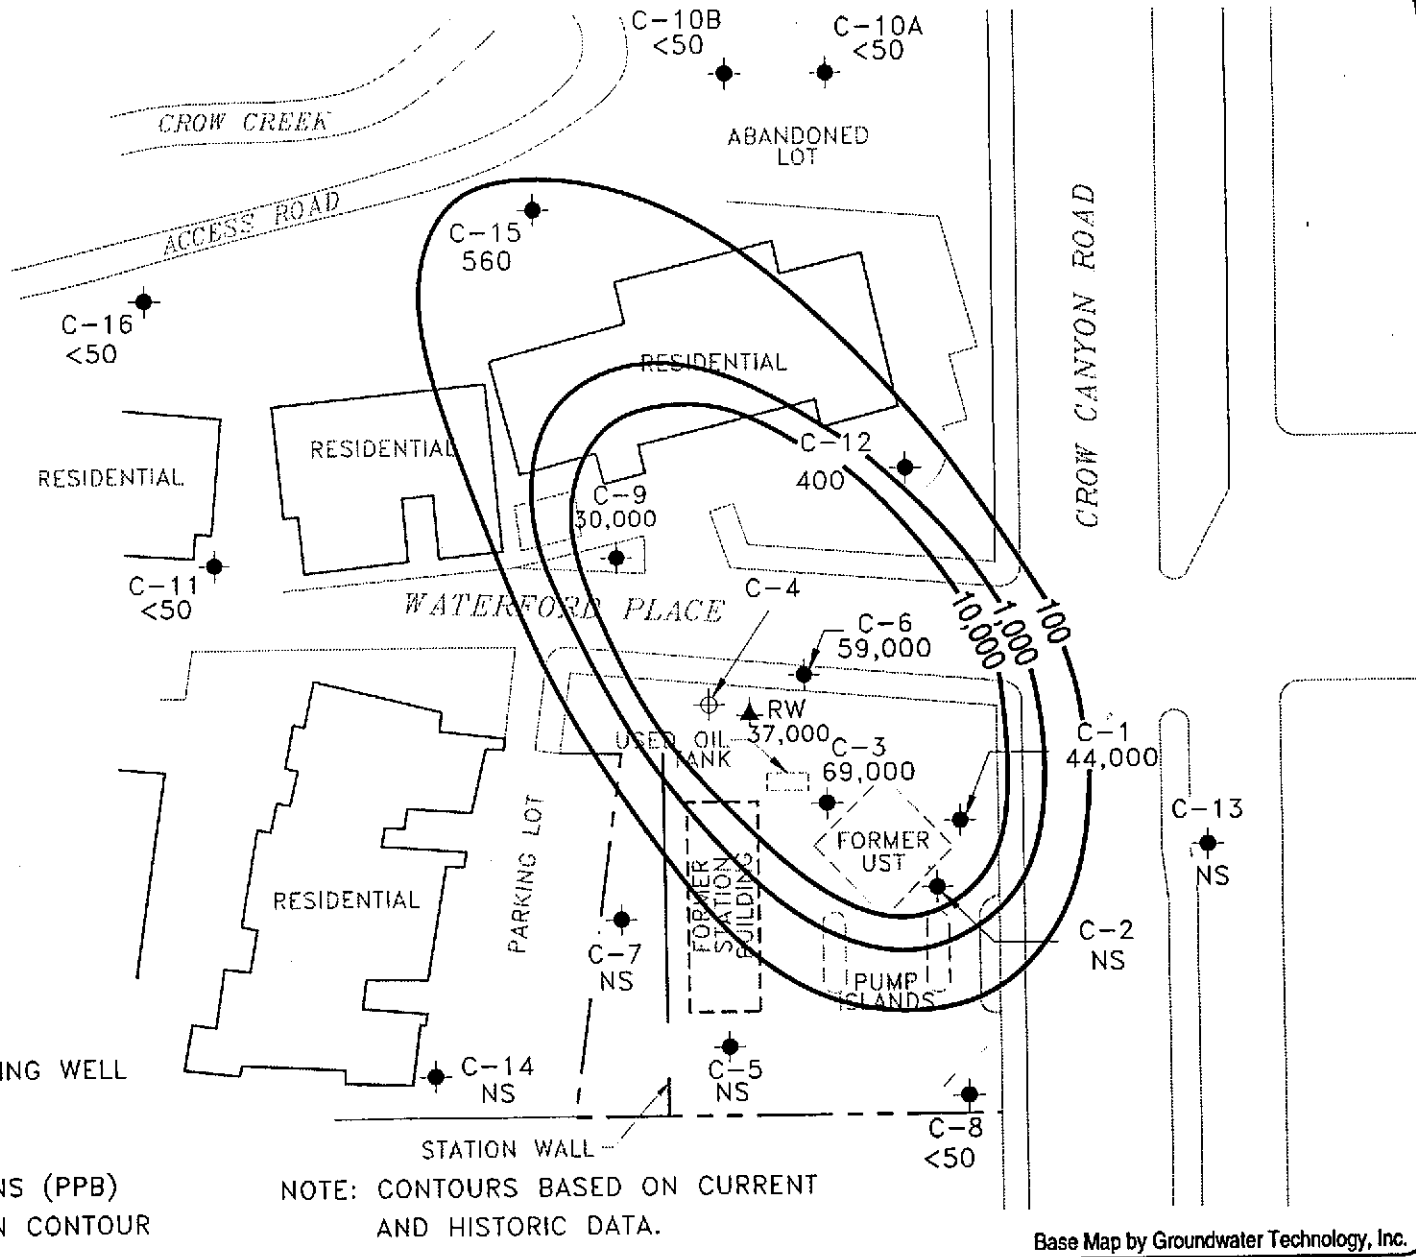 C-10B
<50
C-10A
<50
CROW CREEK
ABANDONED
LOT
ACCESS ROAD
C-15
560
CROW CANYON ROAD
C-16
<50
RESIDENTIAL
RESIDENTIAL
RESIDENTIAL
C-12
400
C-9
30,000
C-11
<50
WATERFORD PLACE
C-4
C-6
59,000
10,000
1,000
100
RW
37,000
USED OIL
TANK
C-3
69,000
C-1
44,000
C-13
NS
FORMER
UST
FORMER
STATION
BUILDING
PARKING LOT
RESIDENTIAL
C-7
NS
C-2
NS
PUMP
ISLANDS
C-5
NS
C-14
NS
ING WELL
C-8
<50
STATION WALL
NS (PPB)
N CONTOUR
NOTE: CONTOURS BASED ON CURRENT
AND HISTORIC DATA.
Base Map by Groundwater Technology, Inc.